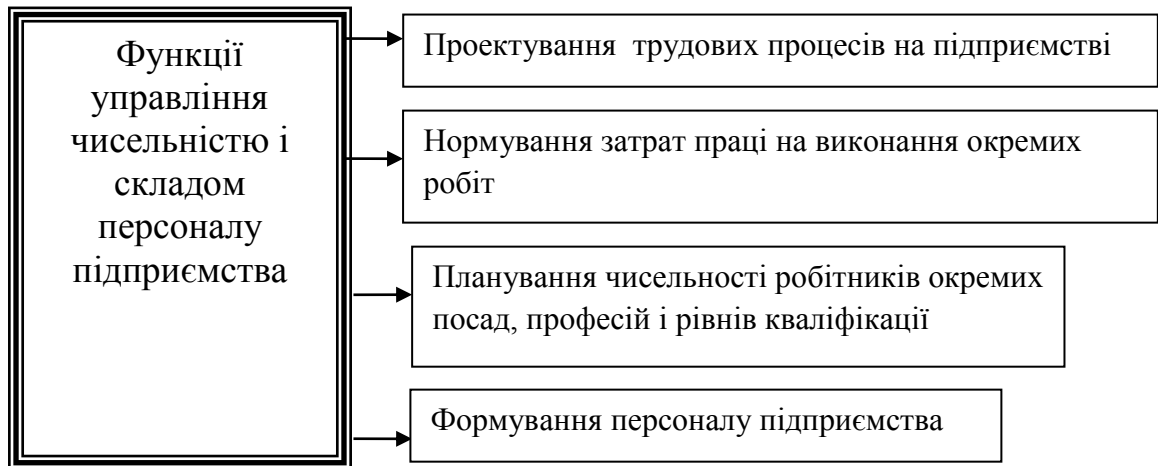 Функції
управління
чисельністю і
складом
персоналу
підприємства
Проектування трудових процесів на підприємстві
Нормування затрат праці на виконання окремих
робіт
Планування чисельності робітників окремих
посад, професій і рівнів кваліфікації
Формування персоналу підприємства